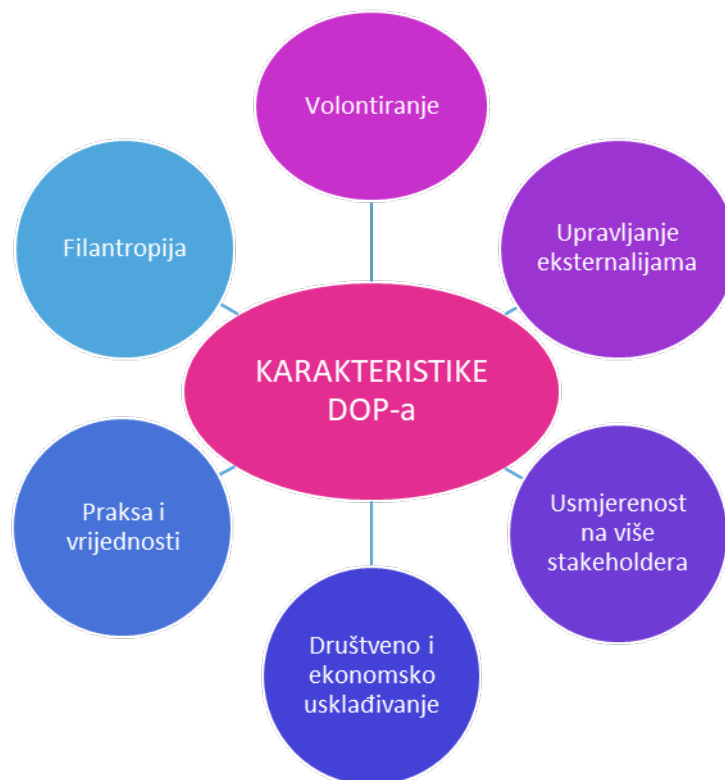 Volontiranje
Filantropija
Upravljanje
eksternalijama
KARAKTERISTIKE
DOP-a
Praksa i
vrijednosti
Usmjerenost
na više
stakeholdera
Društveno i
ekonomsko
usklađivanje